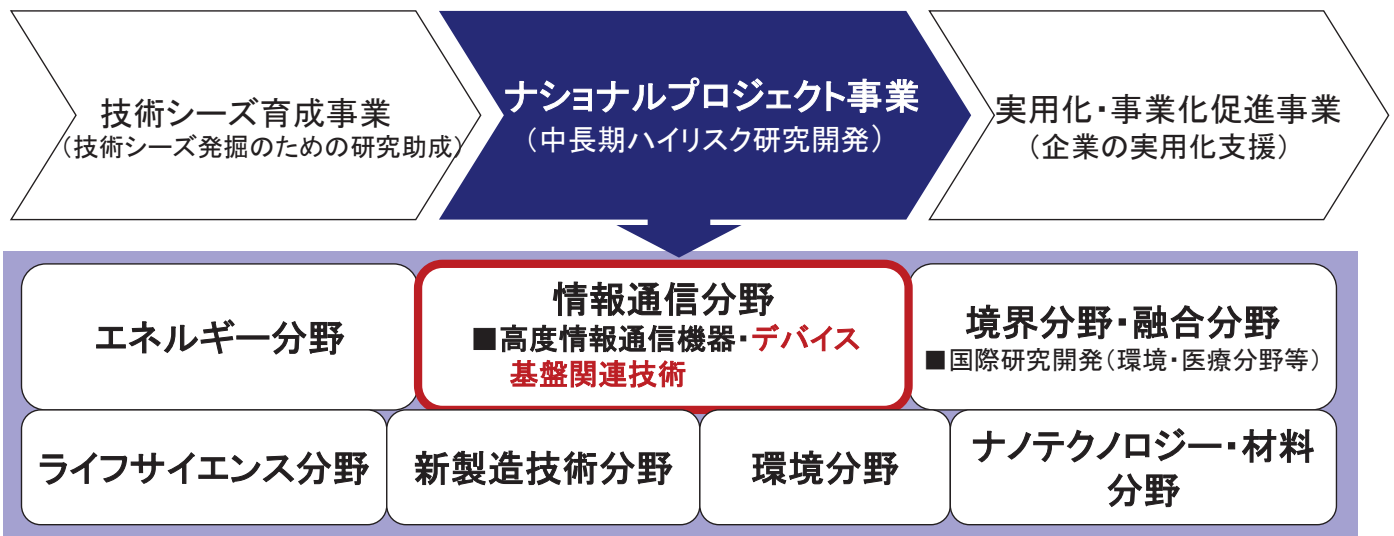 技術シーズ育成事業
（技術シーズ発掘のための研究助成）
ナショナルプロジェクト事業
（中長期ハイリスク研究開発）
実用化・事業化促進事業
（企業の実用化支援）
エネルギー分野
情報通信分野
■高度情報通信機器・デバイス
基盤関連技術
境界分野・融合分野
■国際研究開発（環境・医療分野等）
ライフサイエンス分野
新製造技術分野
環境分野
ナノテクノロジー・材料
分野